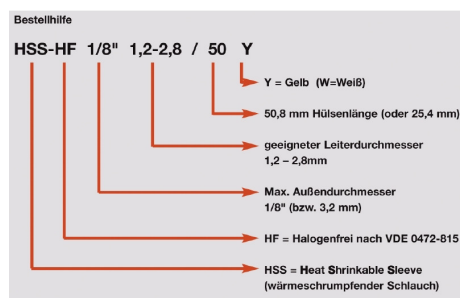 Bestellhilfe
HSS-HF 1/8" 1,2-2,8 / 50 Y
Y = Gelb (W=Weiß)
50,8 mm Hülsenlänge (oder 25,4 mm)
geeigneter Leiterdurchmesser
1,2 – 2,8mm
Max. Außendurchmesser
1/8" (bzw. 3,2 mm)
HF = Halogenfrei nach VDE 0472-815
HSS = Heat Shrinkable Sleeve
(wärmeschrumpfender Schlauch)